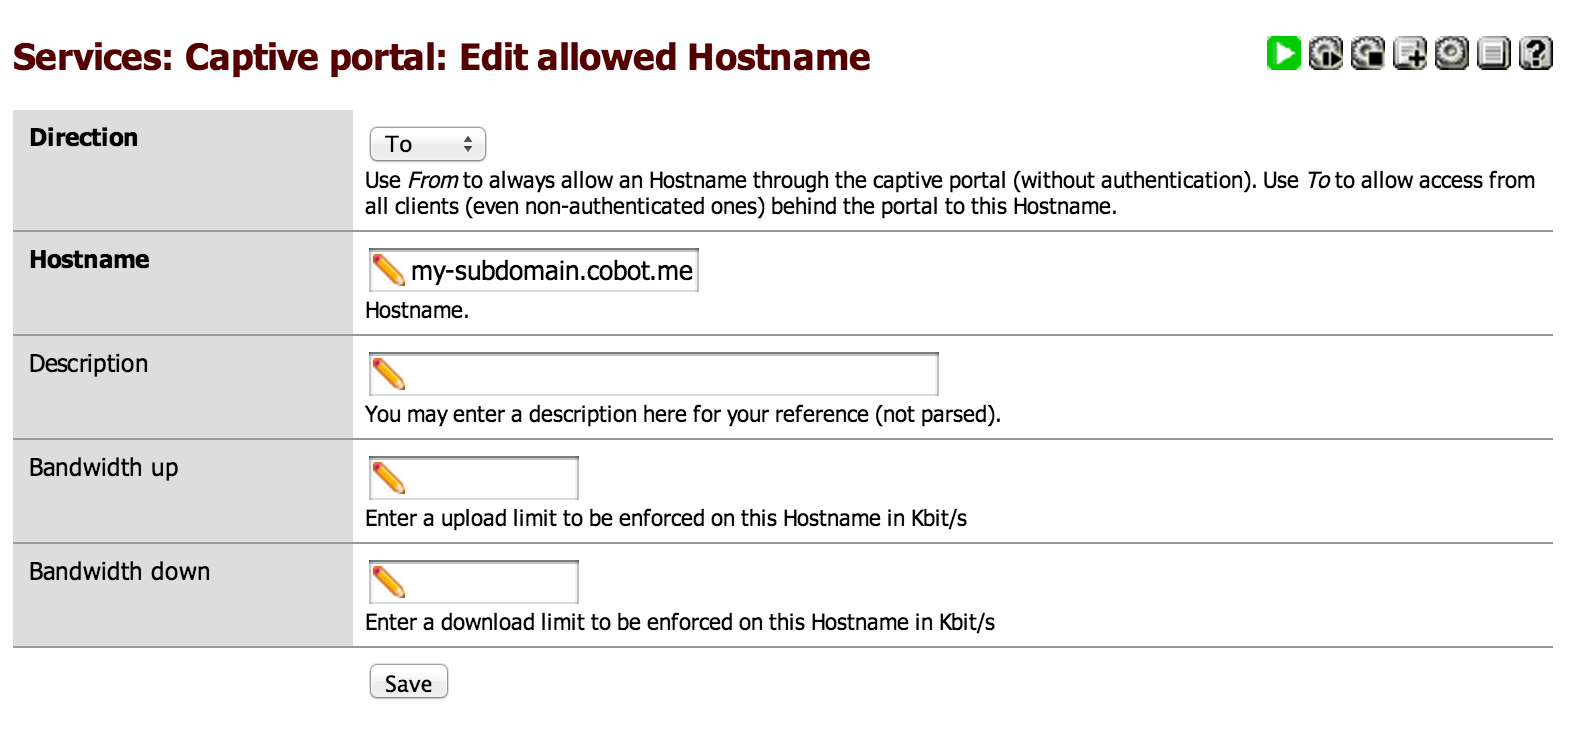 Services: Captive portal: Edit allowed Hostname
Direction
To
Use From to always allow an Hostname through the captive portal (without authentication). Use To to allow access from
all clients (even non-authenticated ones) behind the portal to this Hostname.
Hostname
my-subdomain.cobot.me
Hostname.
Description
You may enter a description here for your reference (not parsed).
Bandwidth up
Enter a upload limit to be enforced on this Hostname in Kbit/s
Bandwidth down
Enter a download limit to be enforced on this Hostname in Kbit/s
Save